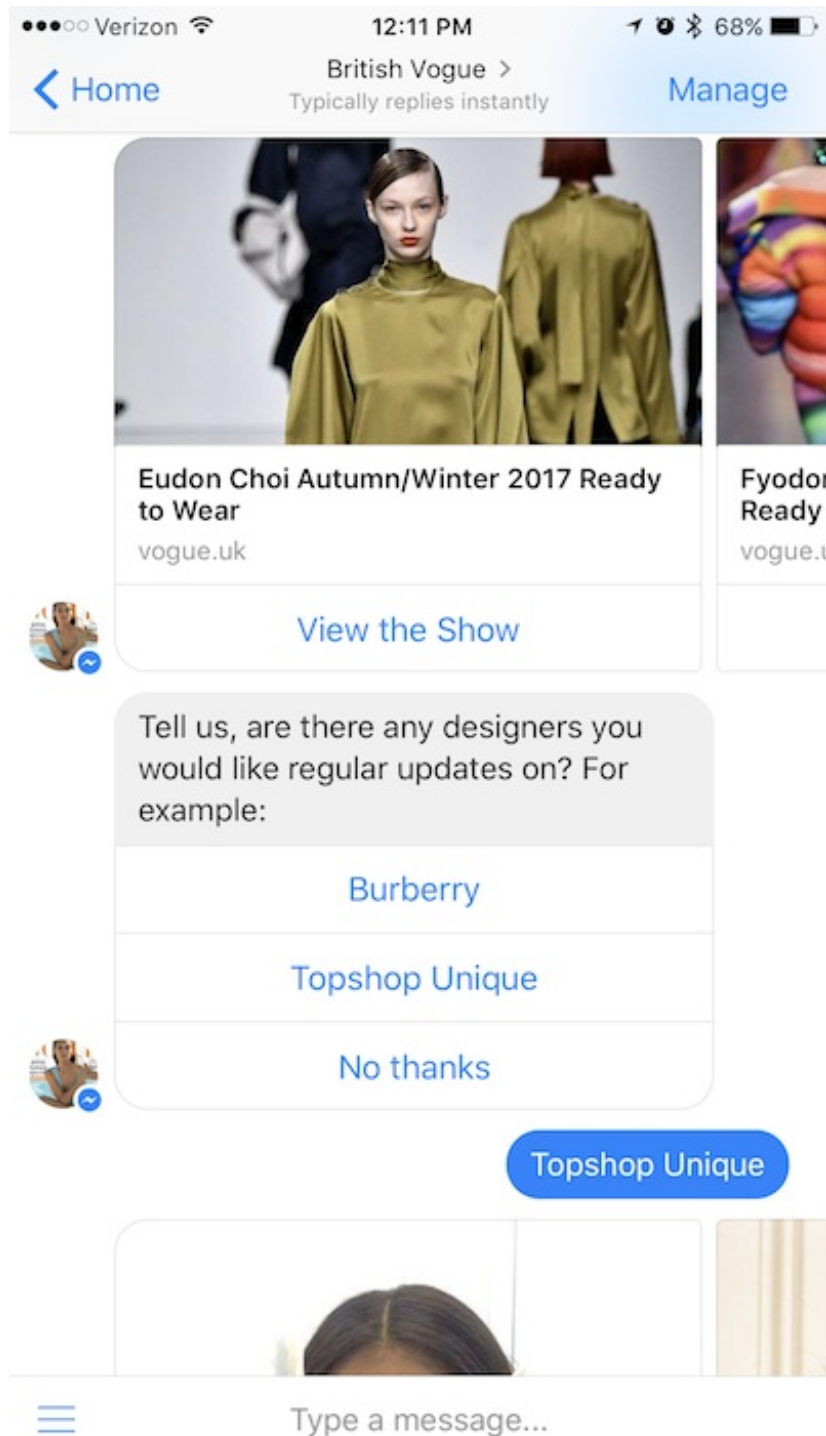 Verizon 12:11 PM 68%
Home British Vogue > Manage
Typically replies instantly
Eudon Choi Autumn/Winter 2017 Ready
to Wear
vogue.uk
View the Show
Ready
Tell us, are there any designers you
would like regular updates on? For
example:
Burberry
Topshop Unique
No thanks
Topshop Unique
Type a message...